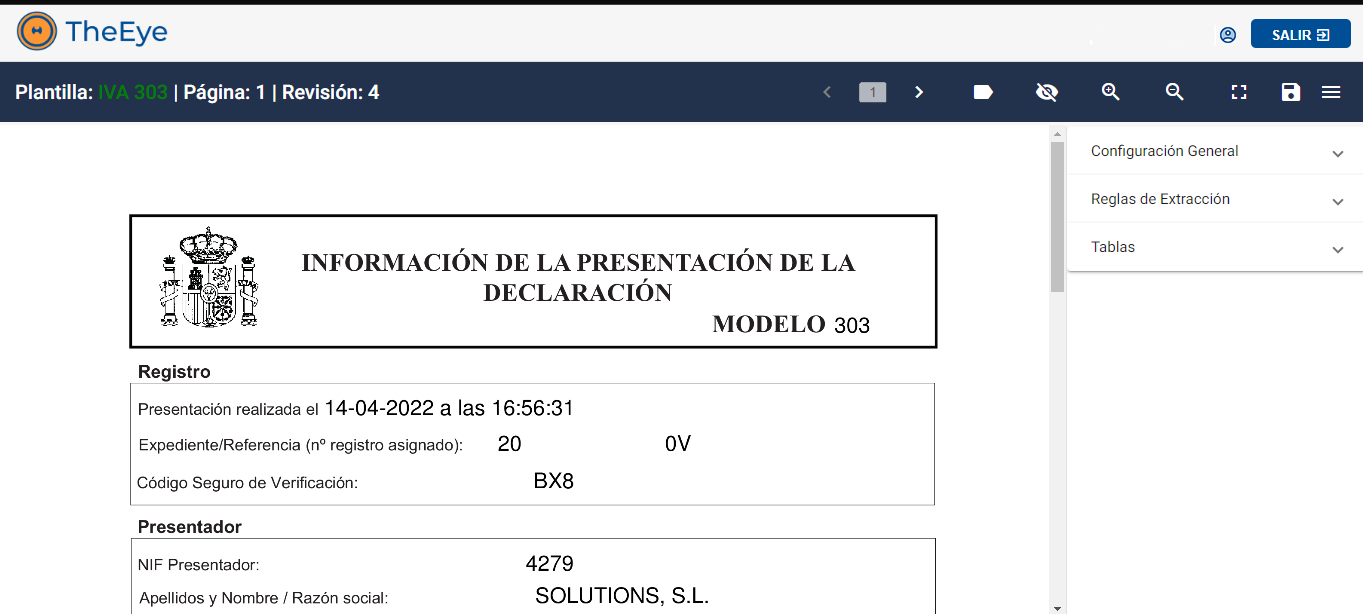 TheEye
SALIR
Plantilla: IVA 303 | Página: 1 | Revisión: 4
1
Configuración General
Reglas de Extracción
Tablas
INFORMACIÓN DE LA PRESENTACIÓN DE LA
DECLARACIÓN
MODELO 303
Registro
Presentación realizada el 14-04-2022 a las 16:56:31
Expediente/Referencia (nº registro asignado): 20 0V
Código Seguro de Verificación: BX8
Presentador
NIF Presentador: 4279
Apellidos y Nombre / Razón social: SOLUTIONS, S.L.